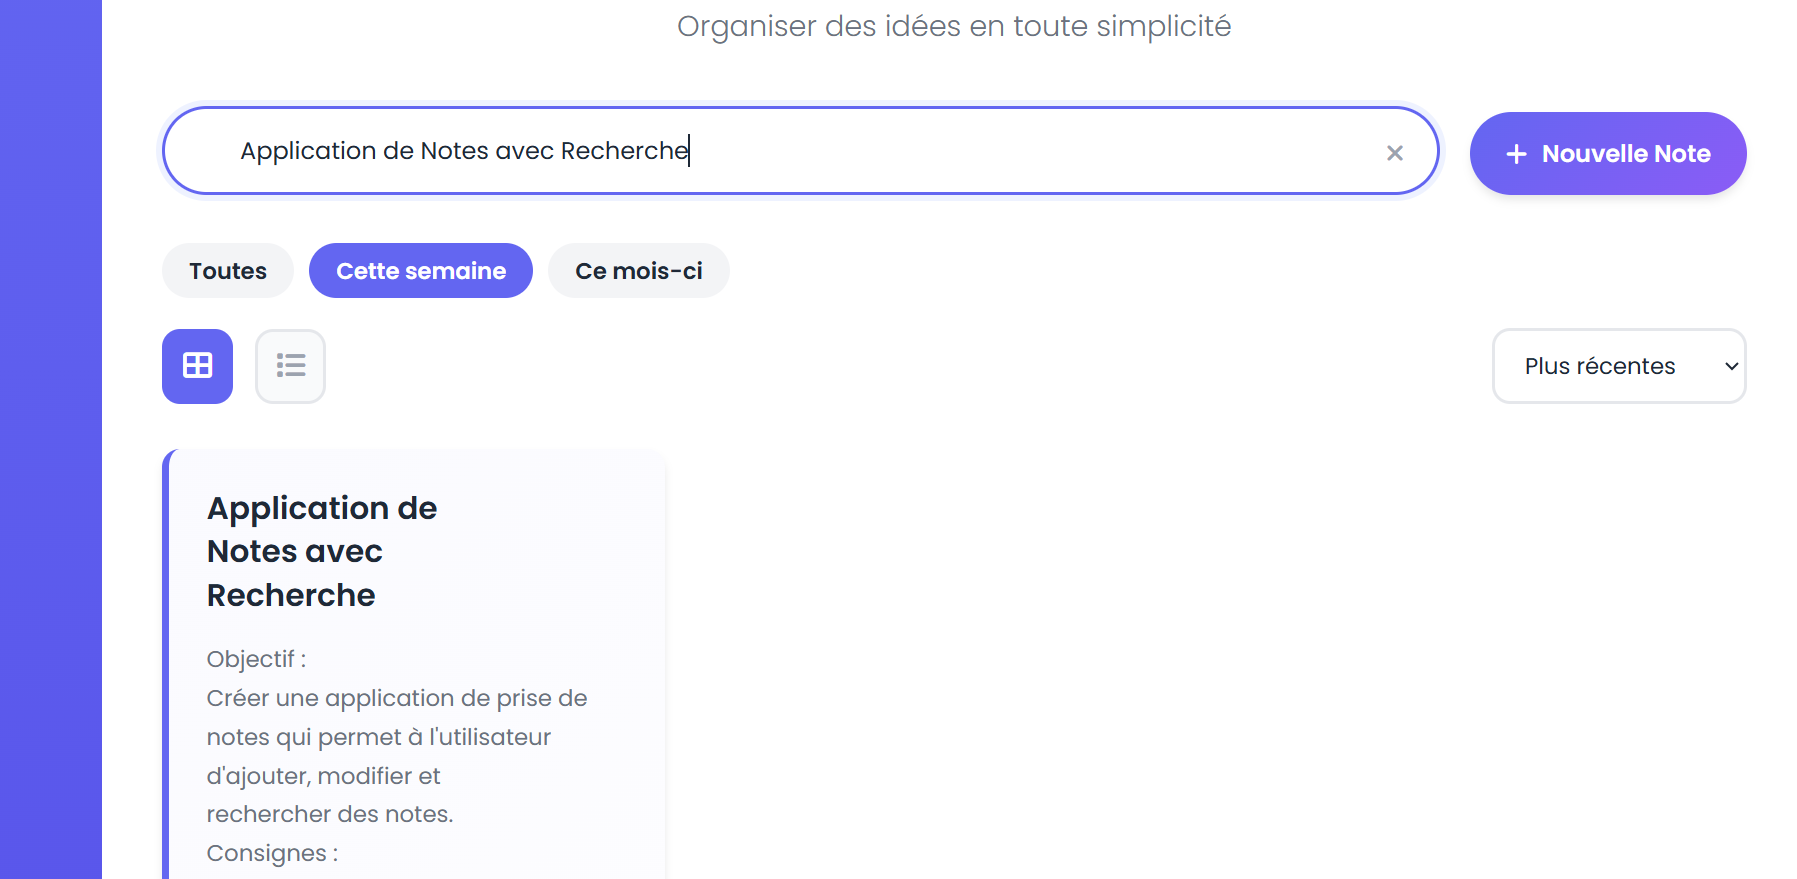 Organiser des idées en toute simplicité
Application de Notes avec Recherche
Nouvelle Note
Toutes
Cette semaine
Ce mois-ci
Plus récentes
Application de
Notes avec
Recherche
Objectif :
Créer une application de prise de
notes qui permet à l'utilisateur
d'ajouter, modifier et
rechercher des notes.
Consignes :